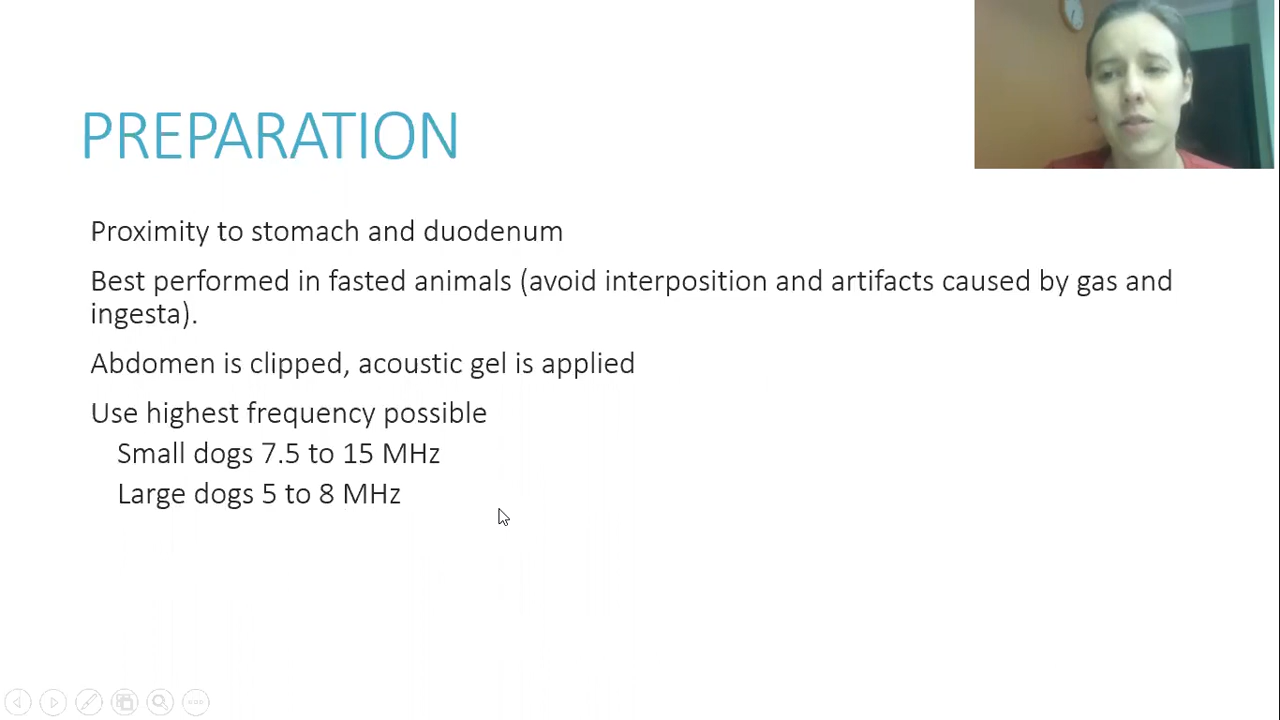 PREPARATION
Proximity to stomach and duodenum
Best performed in fasted animals (avoid interposition and artifacts caused by gas and
ingesta).
Abdomen is clipped, acoustic gel is applied
Use highest frequency possible
Small dogs 7.5 to 15 MHz
Large dogs 5 to 8 MHz